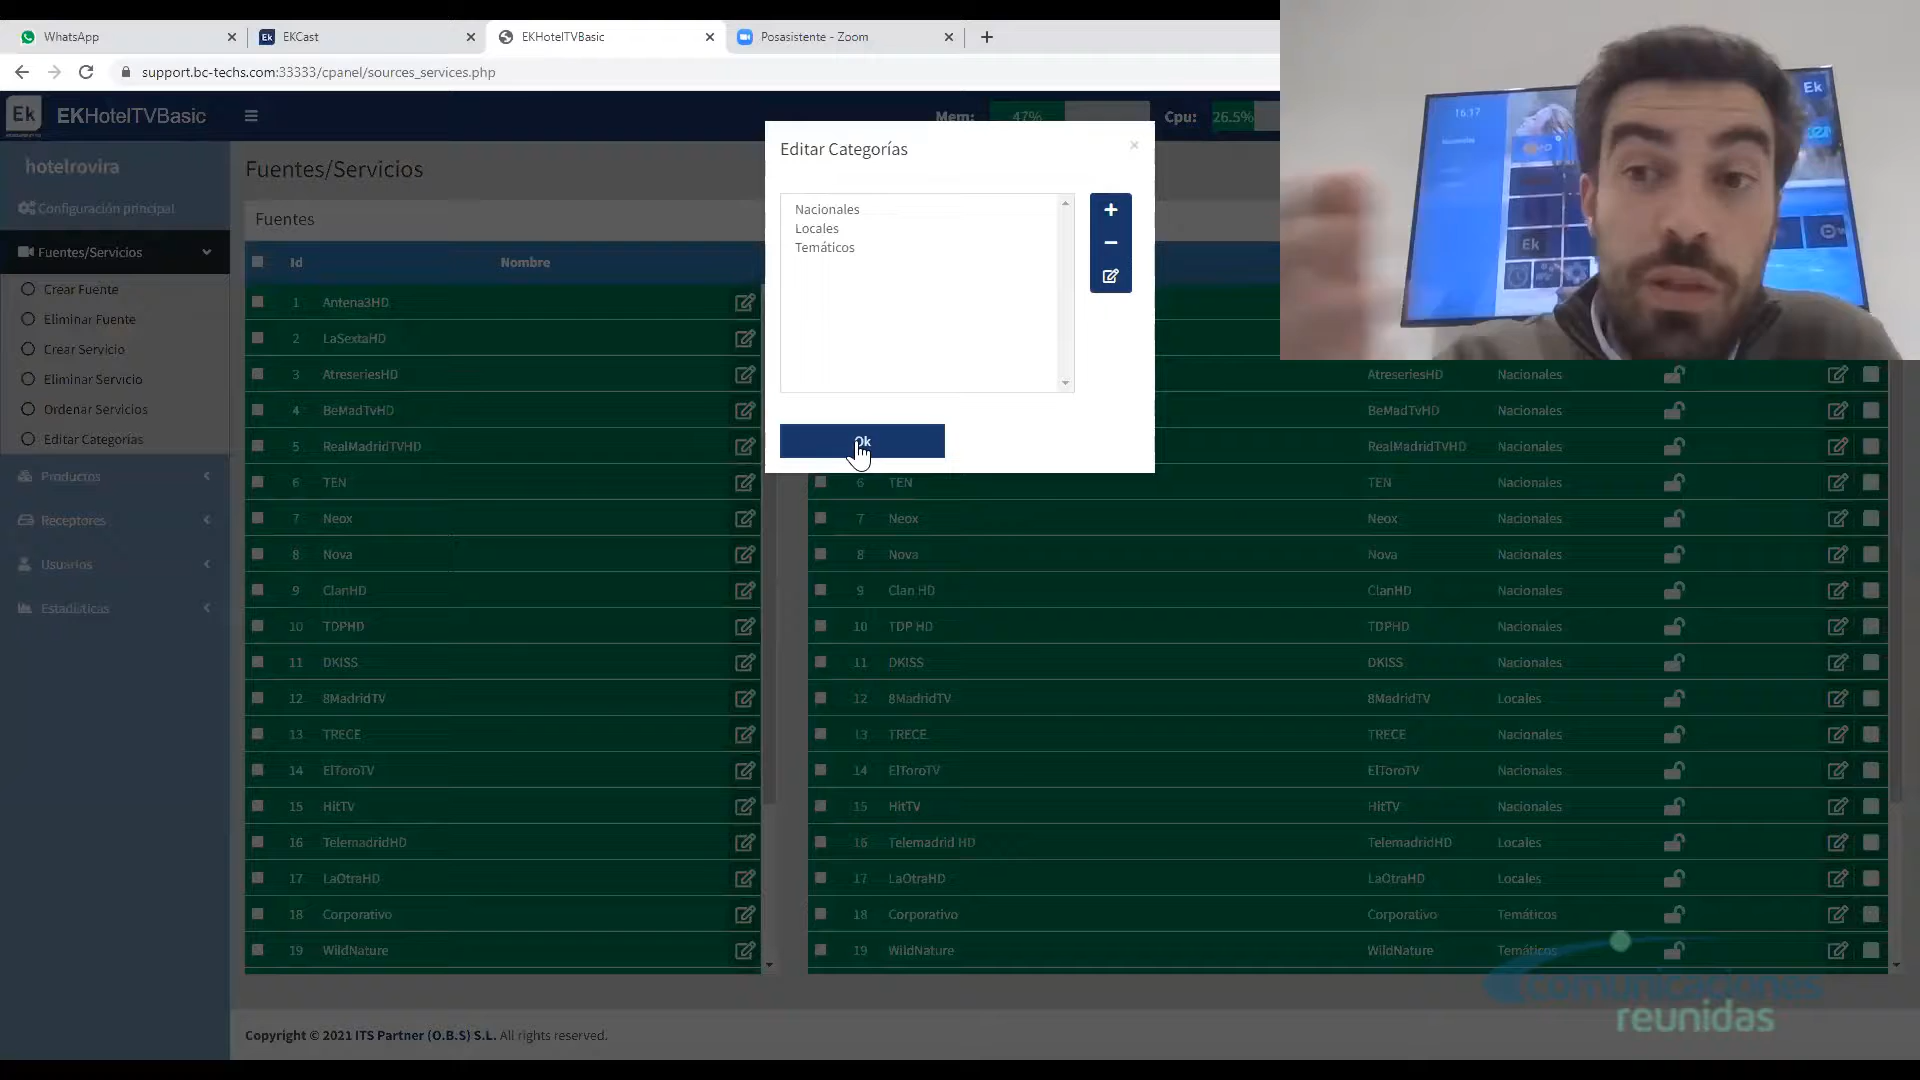 WhatsApp
EKCast
EKHotelTVBasic
Posasistente - Zoom
support.bc-techs.com:33333/cpanel/sources_services.php
Ek
EKHotelTVBasic
Mem:
47%
Cpu:
26.5%
hotelrovira
Configuración principal
Fuentes/Servicios
Crear Fuente
Eliminar Fuente
Crear Servicio
Eliminar Servicio
Ordenar Servicios
Editar Categorías
Productos
Receptores
Usuarios
Estadísticas
Fuentes/Servicios
Fuentes
Id Nombre
1 Antena3HD
2 LaSextaHD
3 AtreseriesHD
4 BeMadTvHD
5 RealMadridTVHD
6 TEN
7 Neox
8 Nova
9 ClanHD
10 TDPHD
11 DKISS
12 8MadridTV
13 TRECE
14 ElToroTV
15 HitTV
16 TelemadridHD
17 LaOtraHD
18 Corporativo
19 WildNature
Editar Categorías
×
Nacionales
Locales
Temáticos
Ok
AtreseriesHD Nacionales
BeMadTvHD Nacionales
RealMadridTVHD Nacionales
6 TEN TEN Nacionales
7 Neox Neox Nacionales
8 Nova Nova Nacionales
9 Clan HD ClanHD Nacionales
10 TDP HD TDPHD Nacionales
11 DKISS DKISS Nacionales
12 8MadridTV 8MadridTV Locales
13 TRECE TRECE Nacionales
14 ElToroTV ElToroTV Nacionales
15 HitTV HitTV Nacionales
16 Telemadrid HD TelemadridHD Locales
17 LaOtraHD LaOtraHD Locales
18 Corporativo Corporativo Temáticos
19 WildNature WildNature Temáticos
16:17
Ek
Ek
comunicaciones
reunidas
Copyright © 2021 ITS Partner (O.B.S) S.L. All rights reserved.